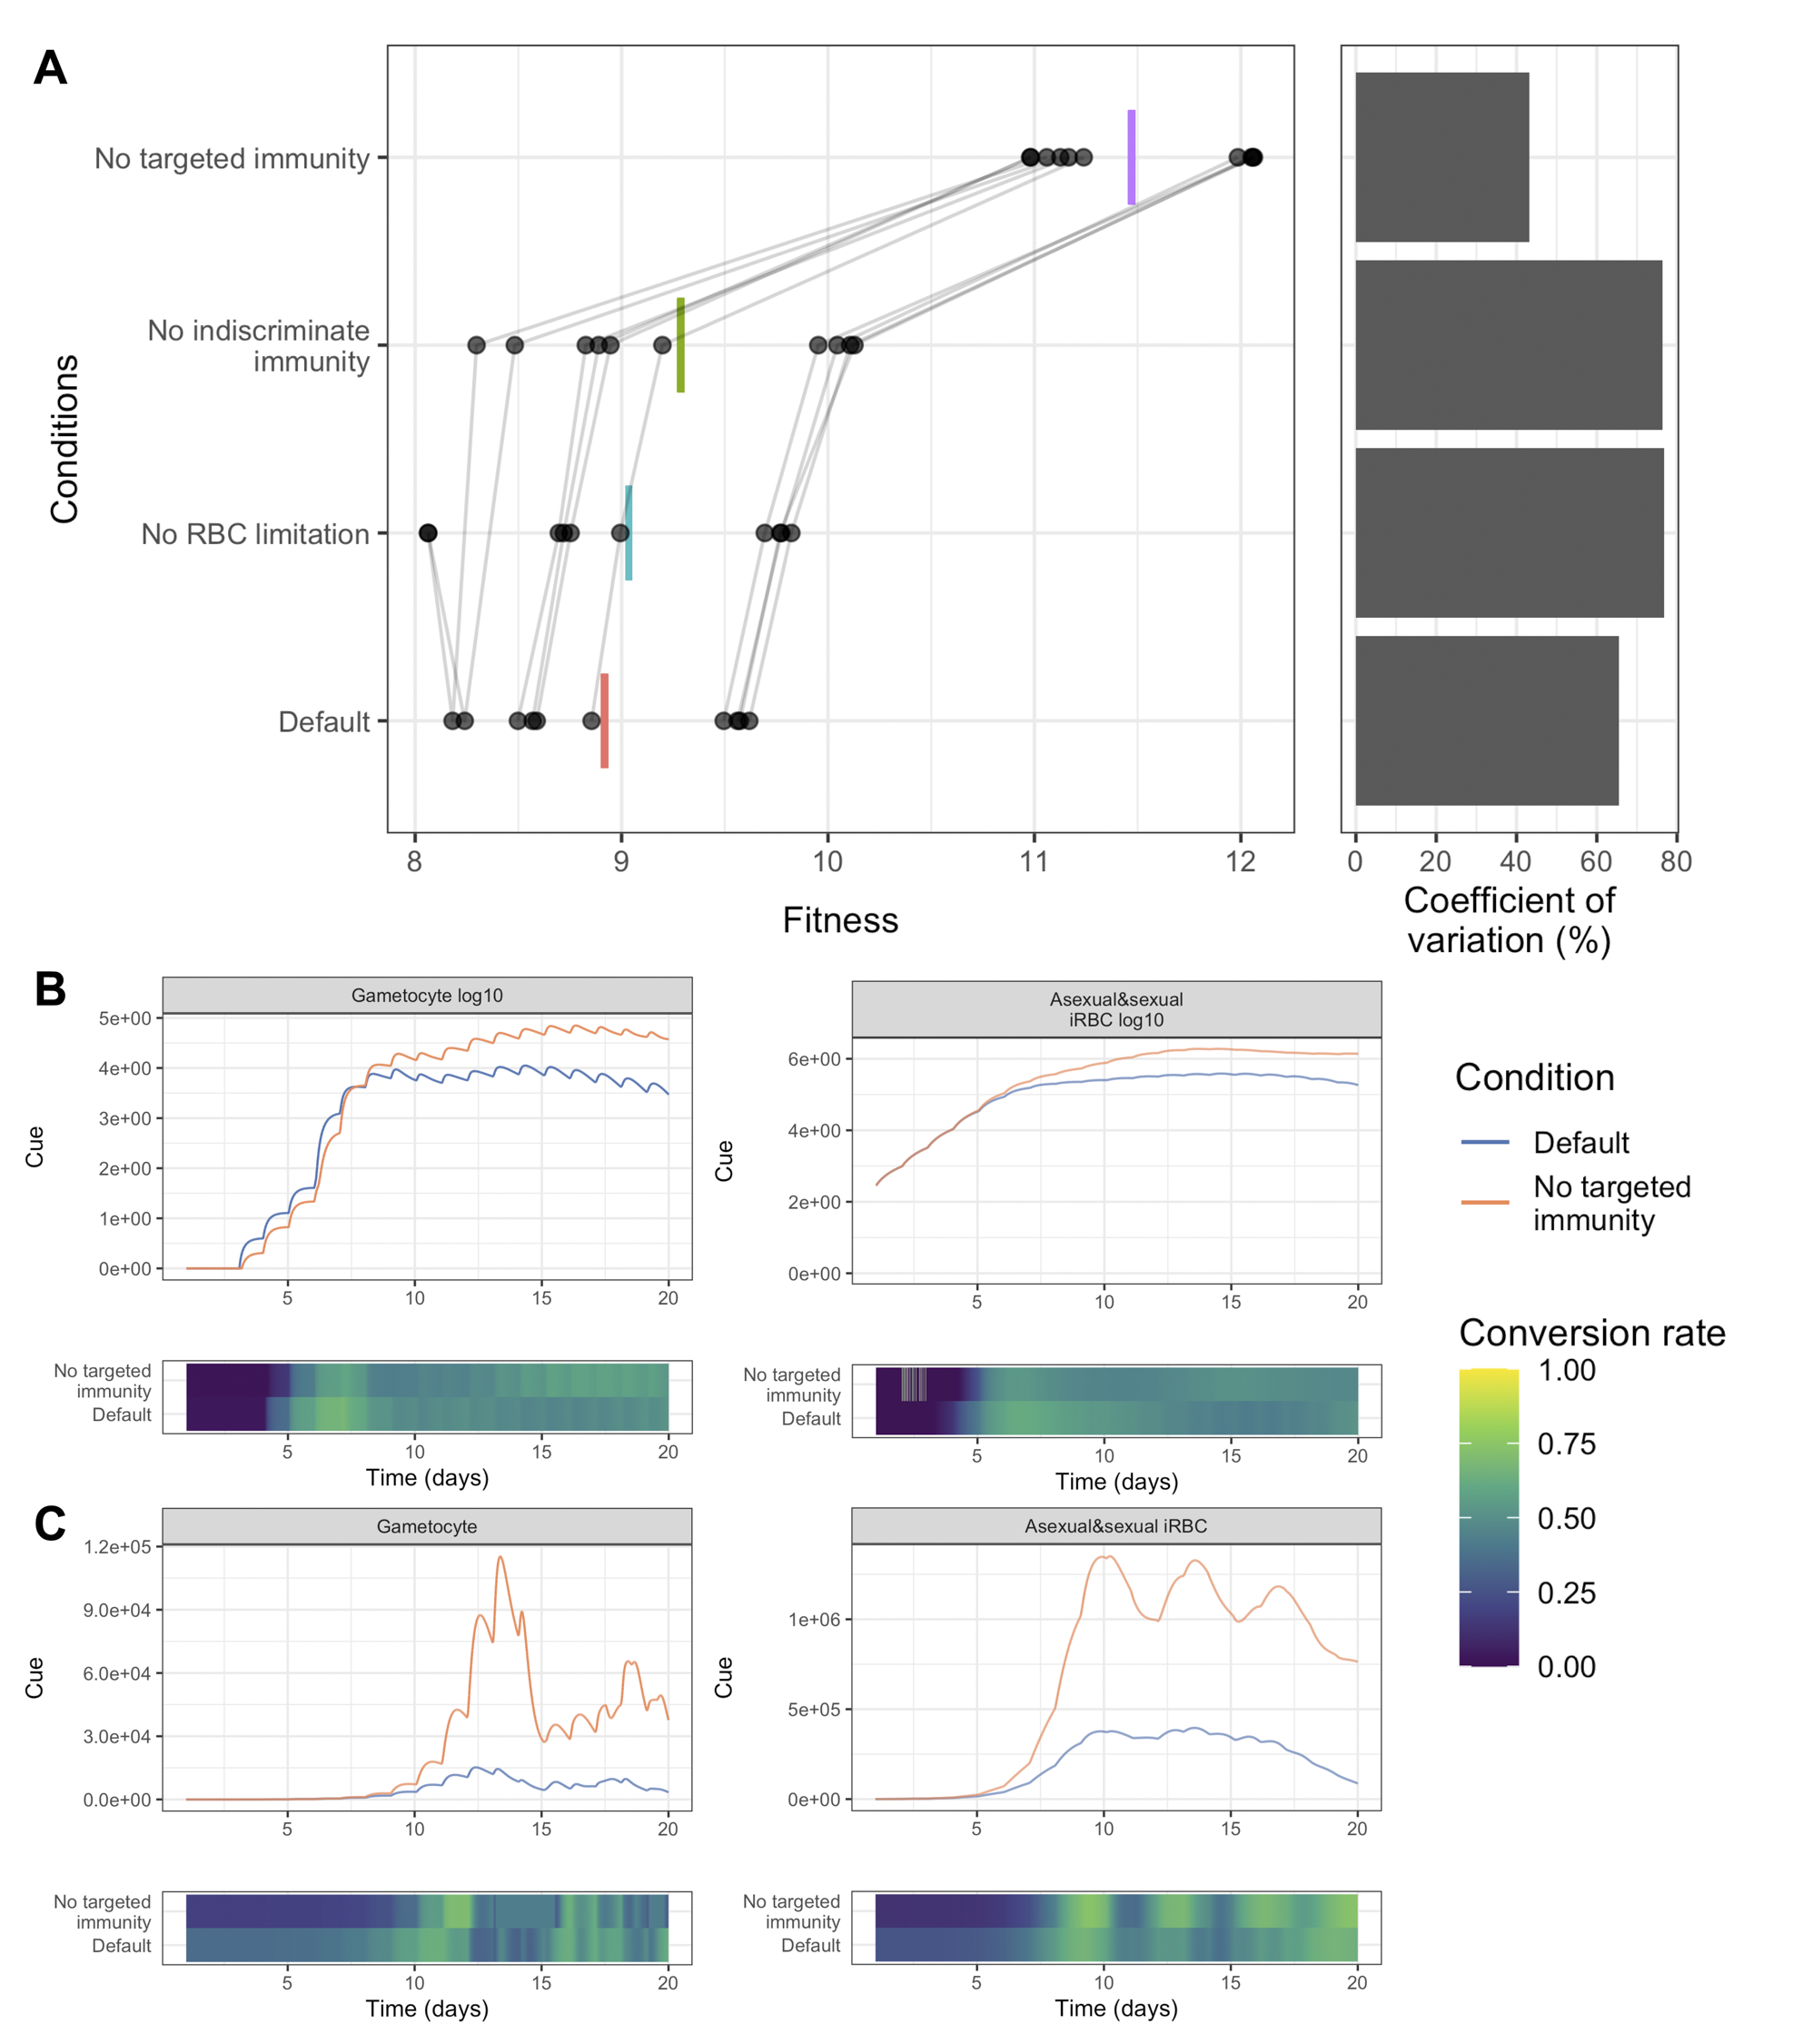 A
Conditions
No targeted immunity
No indiscriminate
immunity
No RBC limitation
Default
8 9 10 11 12
Fitness
0 20 40 60 80
Coefficient of
variation (%)
B
Gametocyte log10
Cue
5e+00
4e+00
3e+00
2e+00
1e+00
0e+00
5 10 15 20
No targeted
immunity
Default
5 10 15 20
Time (days)
Asexual&sexual
iRBC log10
Cue
6e+00
4e+00
2e+00
0e+00
5 10 15 20
No targeted
immunity
Default
5 10 15 20
Time (days)
Condition
Default
No targeted
immunity
Conversion rate
1.00
0.75
0.50
0.25
0.00
C
Gametocyte
Cue
1.2e+05
9.0e+04
6.0e+04
3.0e+04
0.0e+00
5 10 15 20
No targeted
immunity
Default
5 10 15 20
Time (days)
Asexual&sexual iRBC
Cue
1e+06
5e+05
0e+00
5 10 15 20
No targeted
immunity
Default
5 10 15 20
Time (days)